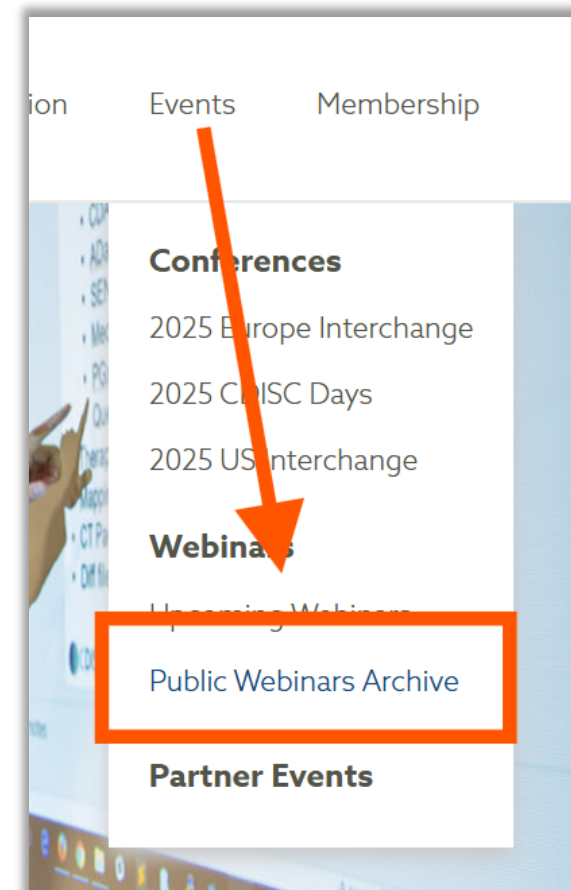 ion Events Membership
Conferences
2025 Europe Interchange
2025 CDISC Days
2025 US Interchange
Webinars
Upcoming Webinars
Public Webinars Archive
Partner Events